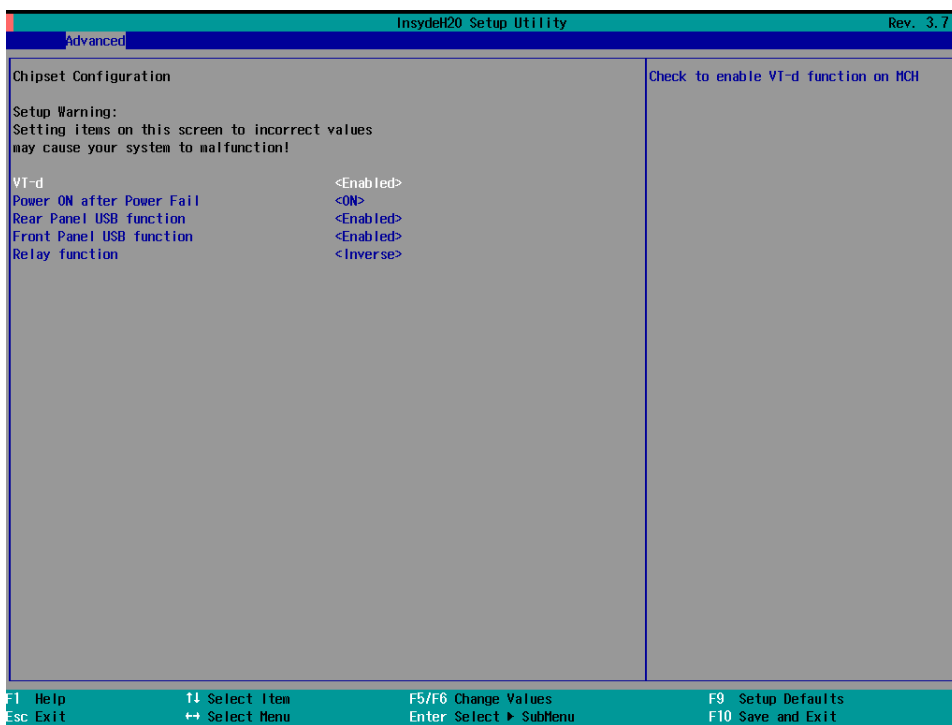 InsydeH20 Setup Utility Rev. 3.7
Advanced
Chipset Configuration
Check to enable VT-d function on MCH
Setup Warning:
Setting items on this screen to incorrect values
may cause your system to malfunction!
VT-d <Enabled>
Power ON after Power Fail <ON>
Rear Panel USB function <Enabled>
Front Panel USB function <Enabled>
Relay function <Inverse>
F1 Help ↑↓ Select Item F5/F6 Change Values F9 Setup Defaults
Esc Exit ↔ Select Menu Enter Select ▶ SubMenu F10 Save and Exit